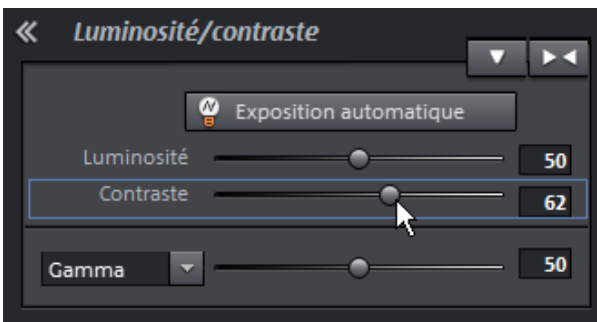 Luminosité/contraste
Exposition automatique
Luminosité 50
Contraste 62
Gamma 50